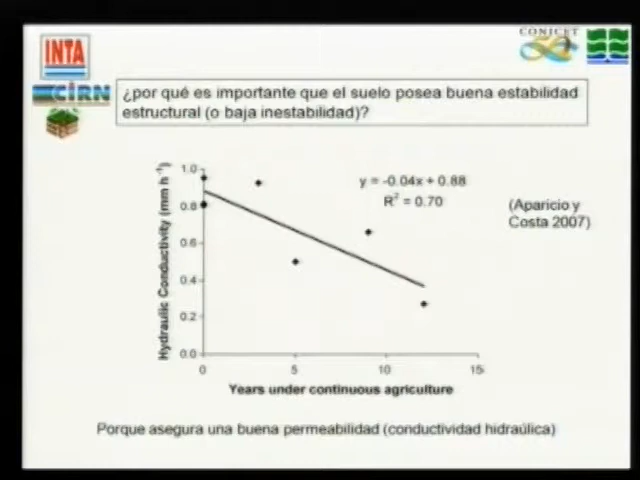 INTA
CIRN
CONICET
¿por qué es importante que el suelo posea buena estabilidad
estructural (o baja inestabilidad)?
y = -0.04x + 0.88
R² = 0.70
(Aparicio y
Costa 2007)
Hydraulic Conductivity (mm h⁻¹)
1.0
0.8
0.6
0.4
0.2
0.0
0 5 10 15
Years under continuous agriculture
Porque asegura una buena permeabilidad (conductividad hidraúlica)